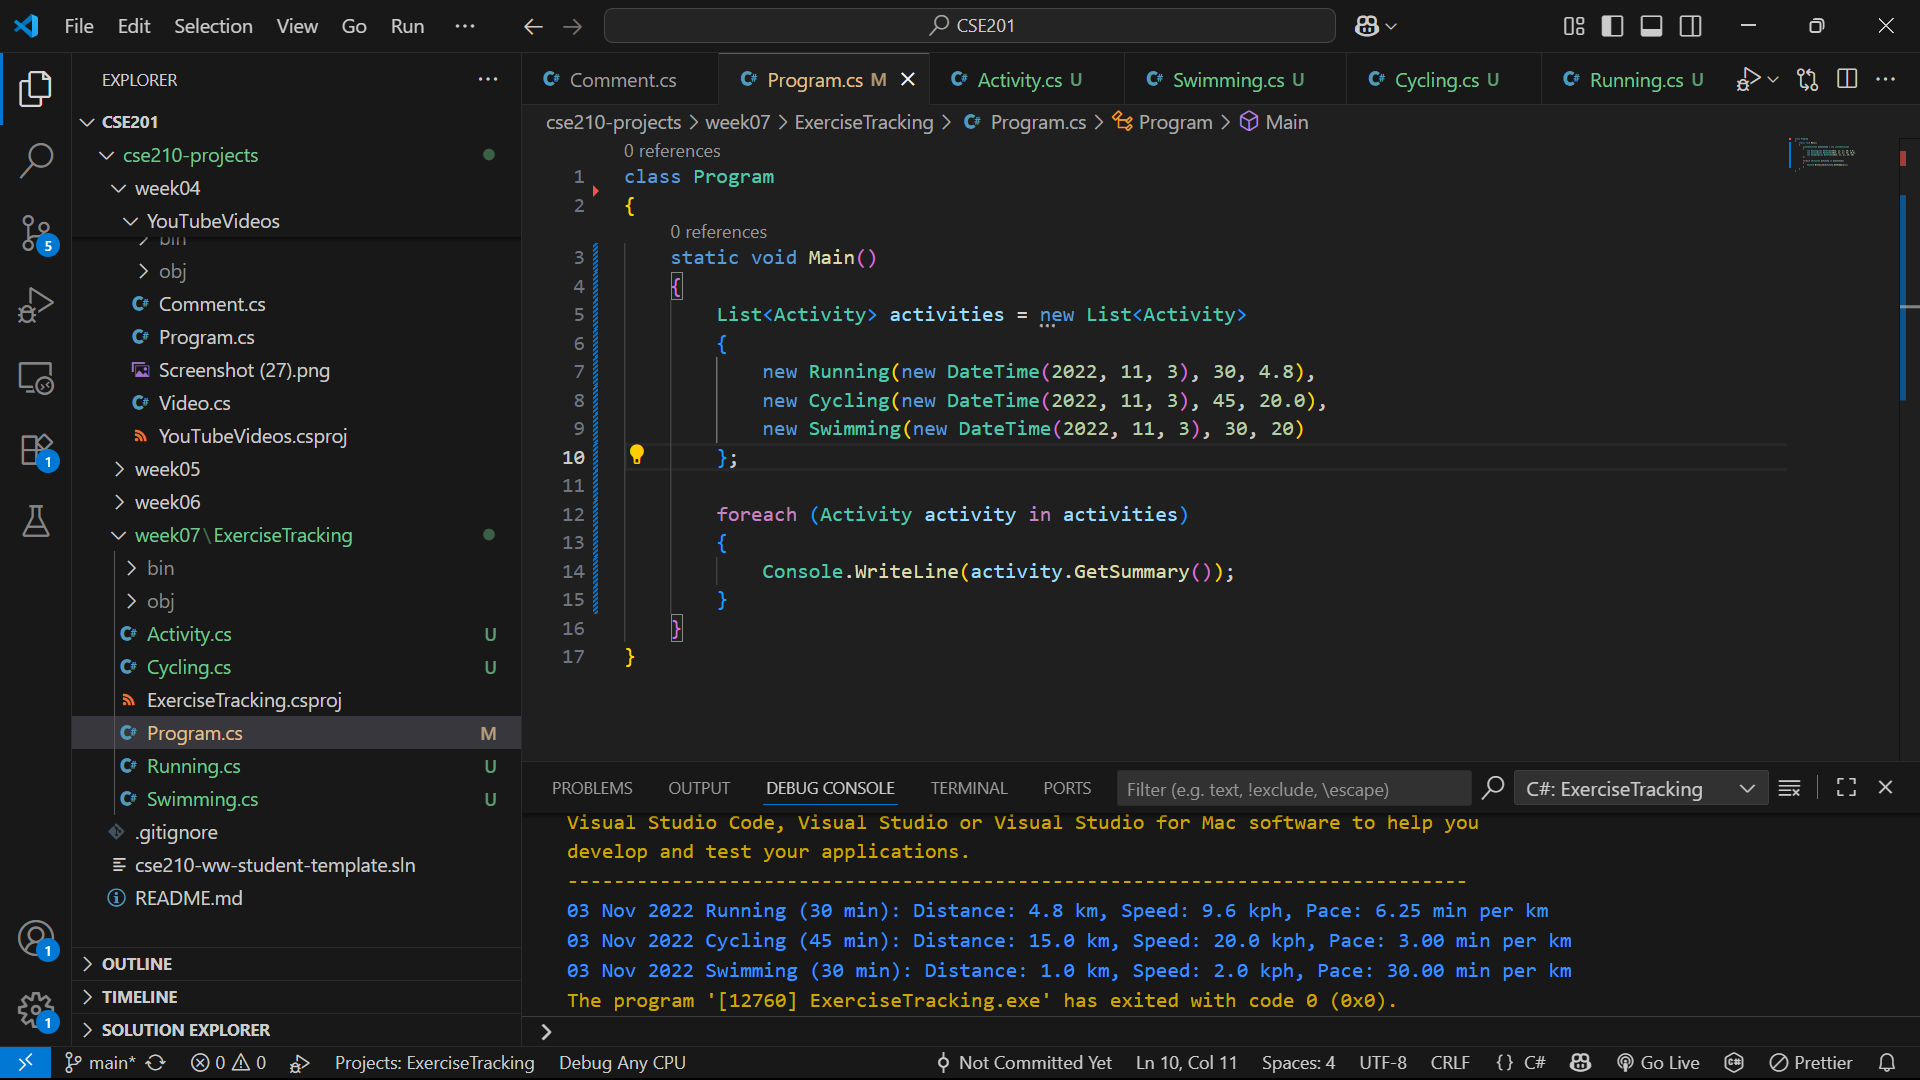 File Edit Selection View Go Run
CSE201
EXPLORER
CSE201
cse210-projects
week04
YouTubeVideos
bin
obj
Comment.cs
Program.cs
Screenshot (27).png
Video.cs
YouTubeVideos.csproj
week05
week06
week07\ExerciseTracking
bin
obj
Activity.cs U
Cycling.cs U
ExerciseTracking.csproj
Program.cs M
Running.cs U
Swimming.cs U
.gitignore
cse210-ww-student-template.sln
README.md
OUTLINE
TIMELINE
SOLUTION EXPLORER
5
1
1
1
Comment.cs Program.cs M Activity.cs U Swimming.cs U Cycling.cs U Running.cs U
cse210-projects > week07 > ExerciseTracking > Program.cs > Program > Main
0 references
1 class Program
2 {
0 references
3 static void Main()
4 {
5 List<Activity> activities = new List<Activity>
6 {
7 new Running(new DateTime(2022, 11, 3), 30, 4.8),
8 new Cycling(new DateTime(2022, 11, 3), 45, 20.0),
9 new Swimming(new DateTime(2022, 11, 3), 30, 20)
10 };
11
12 foreach (Activity activity in activities)
13 {
14 Console.WriteLine(activity.GetSummary());
15 }
16 }
17 }
PROBLEMS OUTPUT DEBUG CONSOLE TERMINAL PORTS Filter (e.g. text, !exclude, \escape) C#: ExerciseTracking
Visual Studio Code, Visual Studio or Visual Studio for Mac software to help you
develop and test your applications.
------------------------------------------------------------------------------
03 Nov 2022 Running (30 min): Distance: 4.8 km, Speed: 9.6 kph, Pace: 6.25 min per km
03 Nov 2022 Cycling (45 min): Distance: 15.0 km, Speed: 20.0 kph, Pace: 3.00 min per km
03 Nov 2022 Swimming (30 min): Distance: 1.0 km, Speed: 2.0 kph, Pace: 30.00 min per km
The program '[12760] ExerciseTracking.exe' has exited with code 0 (0x0).
main* 0 0 Projects: ExerciseTracking Debug Any CPU Not Committed Yet Ln 10, Col 11 Spaces: 4 UTF-8 CRLF {} C# Go Live Prettier